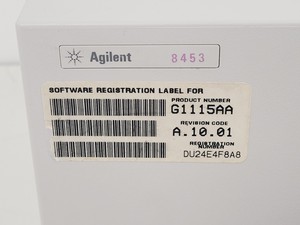 Agilent 8453
SOFTWARE REGISTRATION LABEL FOR
PRODUCT NUMBER
G1115AA
REVISION CODE
A.10.01
REGISTRATION
NUMBER
DU24E4F8A8